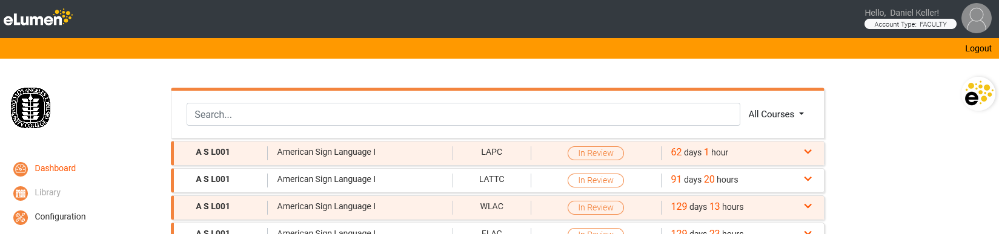 eLumen
Hello, Daniel Keller!
Account Type: FACULTY
Logout
LOS ANGELES COMMUNITY COLLEGE DISTRICT
e
Search...
All Courses
A S L001 American Sign Language I LAPC In Review 62 days 1 hour
A S L001 American Sign Language I LATTC In Review 91 days 20 hours
A S L001 American Sign Language I WLAC In Review 129 days 13 hours
A S L001 American Sign Language I ELAC In Review 129 days 23 hours
Dashboard
Library
Configuration